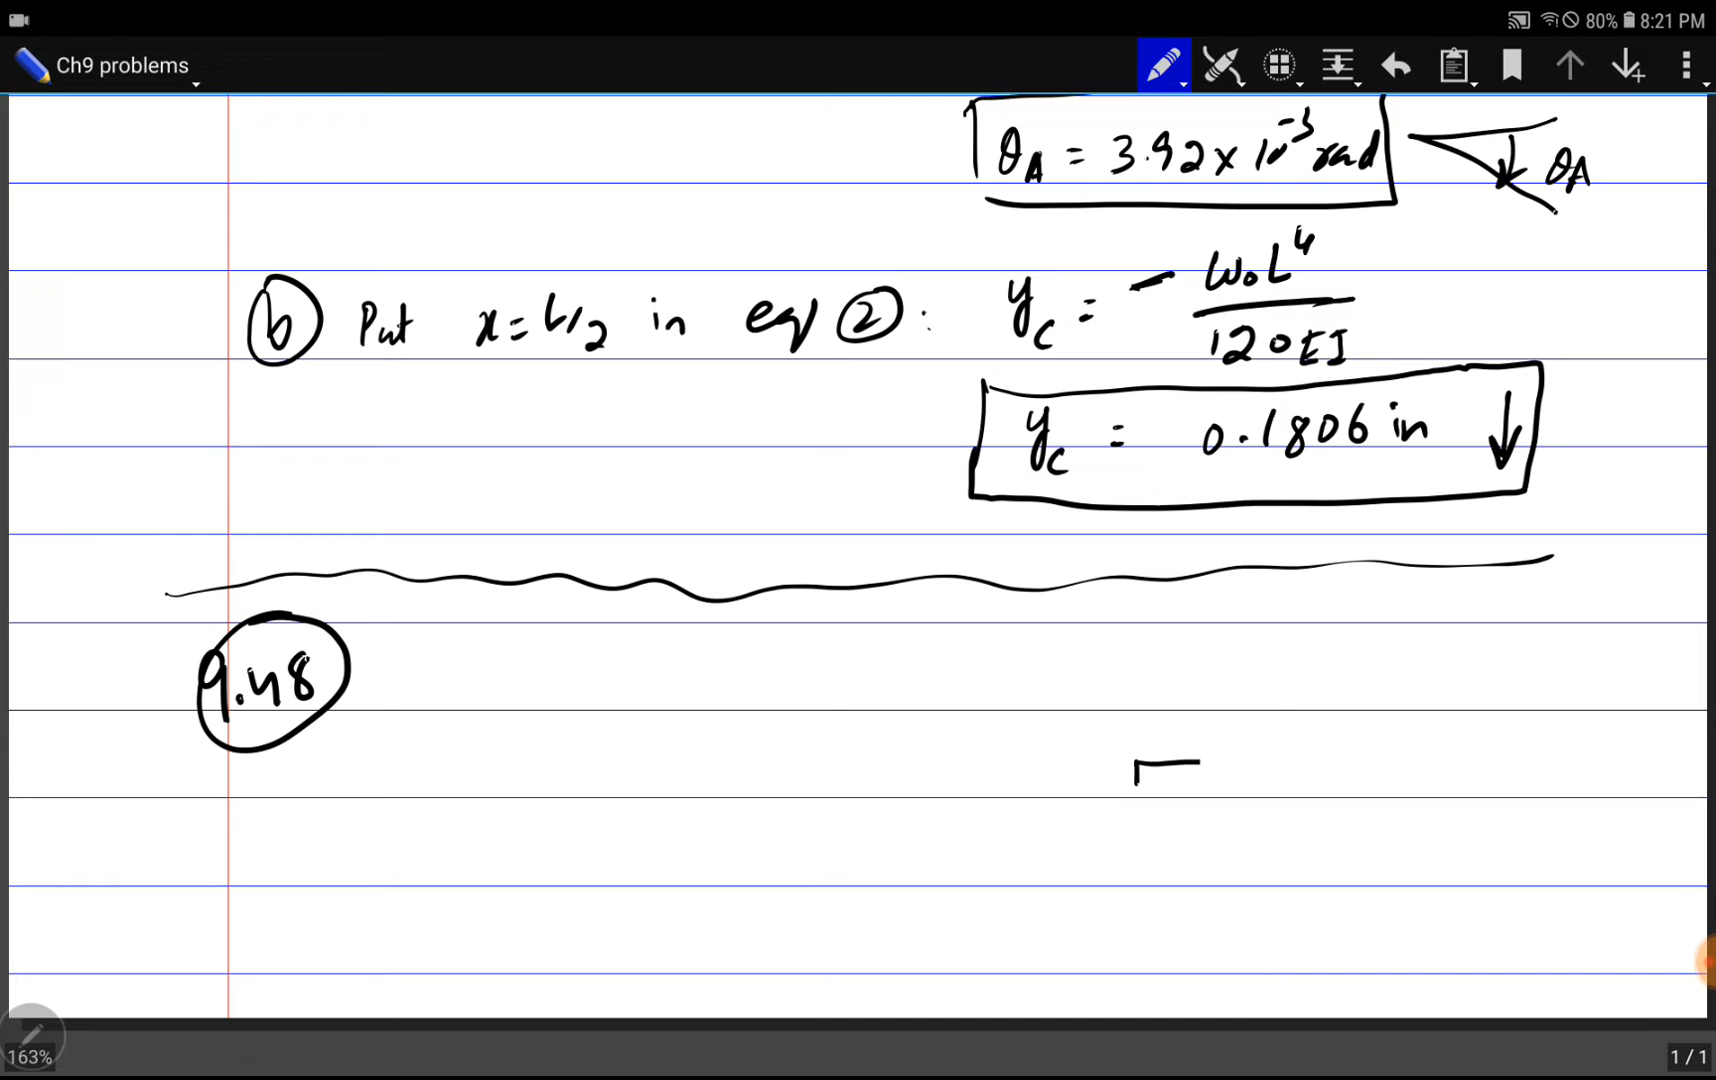 80% 8:21 PM
Ch9 problems
θA = 3.92 x 10⁻³ rad θA
b Put x = L/2 in eq ② : yc = - w₀L⁴ / 120EI
yc = 0.1806 in ↓
9.48
163% 1 / 1